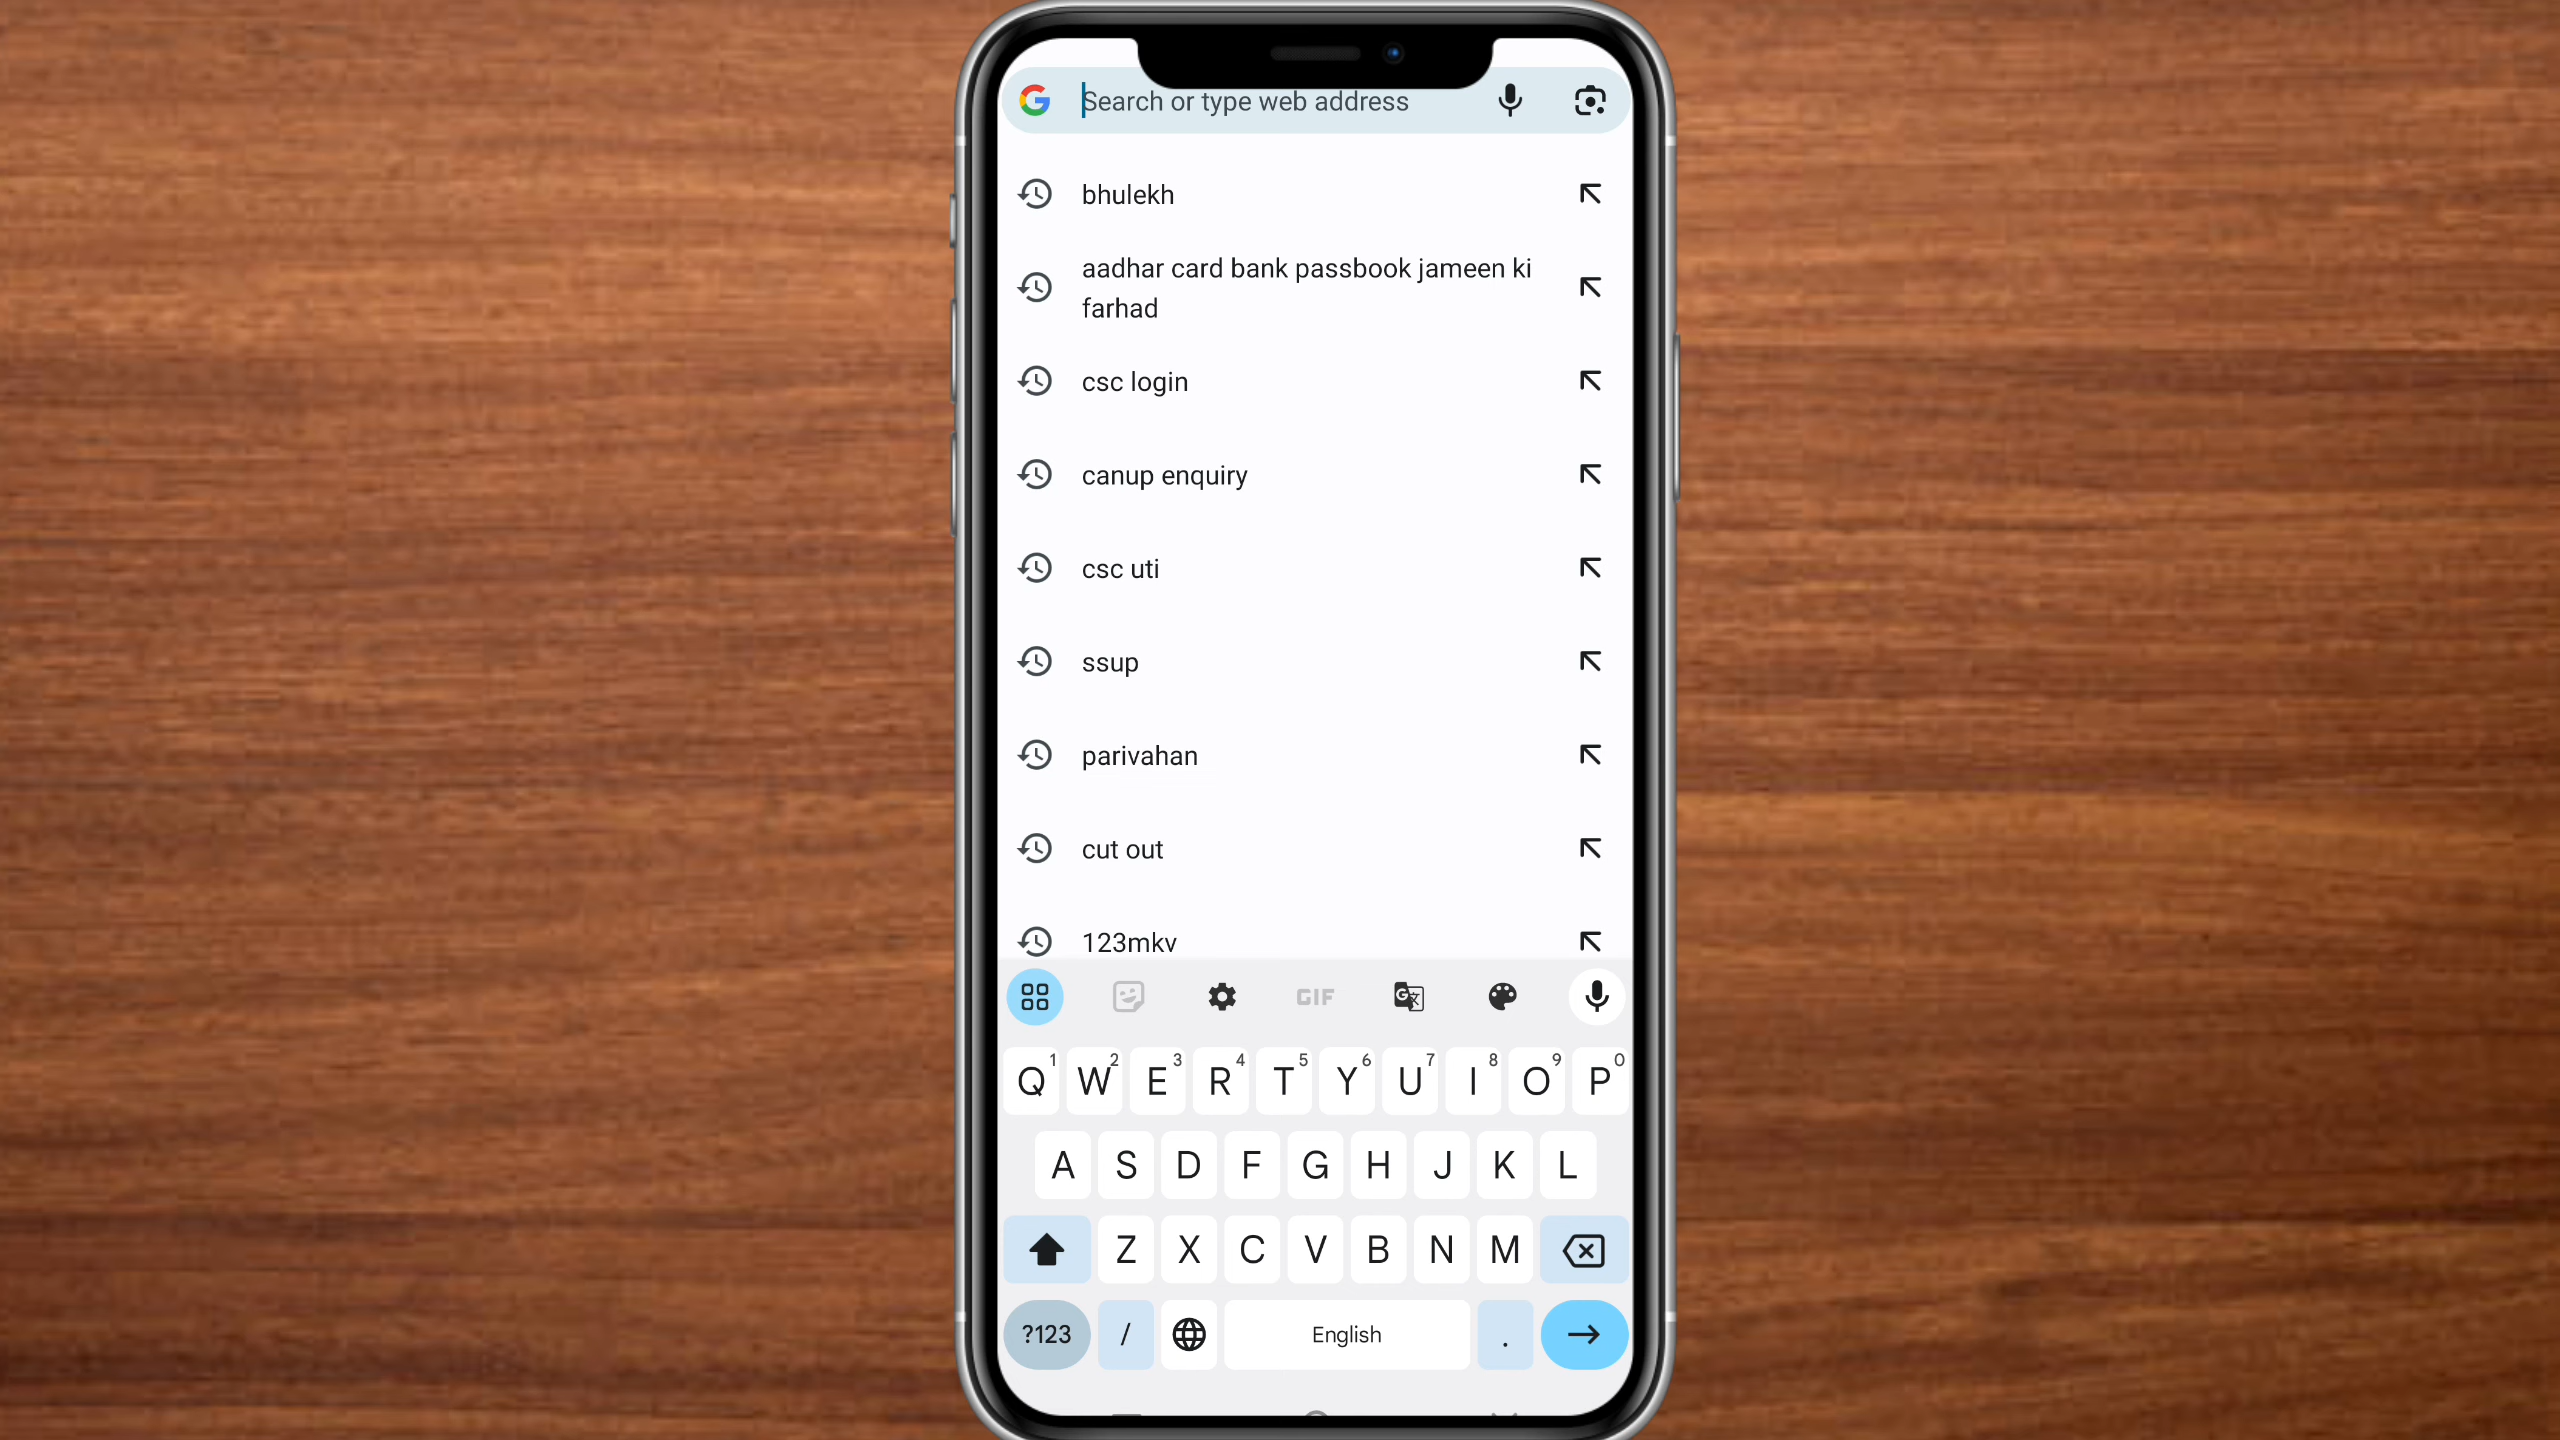 Search or type web address
bhulekh
aadhar card bank passbook jameen ki
farhad
csc login
canup enquiry
csc uti
ssup
parivahan
cut out
123mkv
GIF
Q1 W2 E3 R4 T5 Y6 U7 I8 O9 P0
A S D F G H J K L
Z X C V B N M
?123 / English .